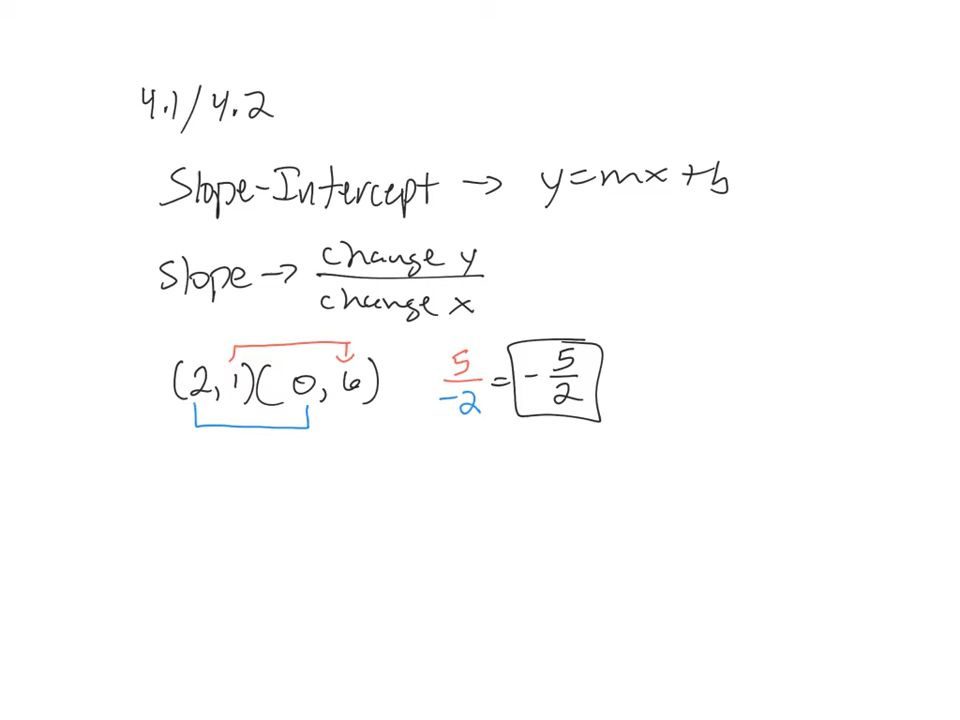 4.1/4.2
Slope-Intercept → y=mx+b
Slope → change y / change x
(2,1)(0,6) 5/-2 = -5/2